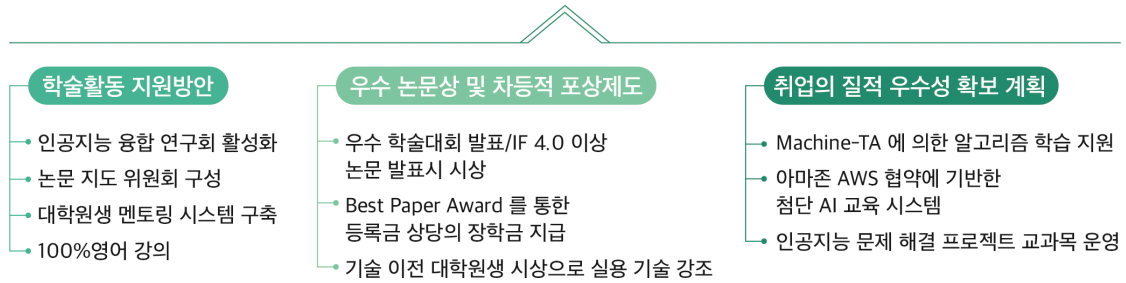 학술활동 지원방안
인공지능 융합 연구회 활성화
논문 지도 위원회 구성
대학원생 멘토링 시스템 구축
100%영어 강의
우수 논문상 및 차등적 포상제도
우수 학술대회 발표/IF 4.0 이상
논문 발표시 시상
Best Paper Award 를 통한
등록금 상당의 장학금 지급
기술 이전 대학원생 시상으로 실용 기술 강조
취업의 질적 우수성 확보 계획
Machine-TA 에 의한 알고리즘 학습 지원
아마존 AWS 협약에 기반한
첨단 AI 교육 시스템
인공지능 문제 해결 프로젝트 교과목 운영